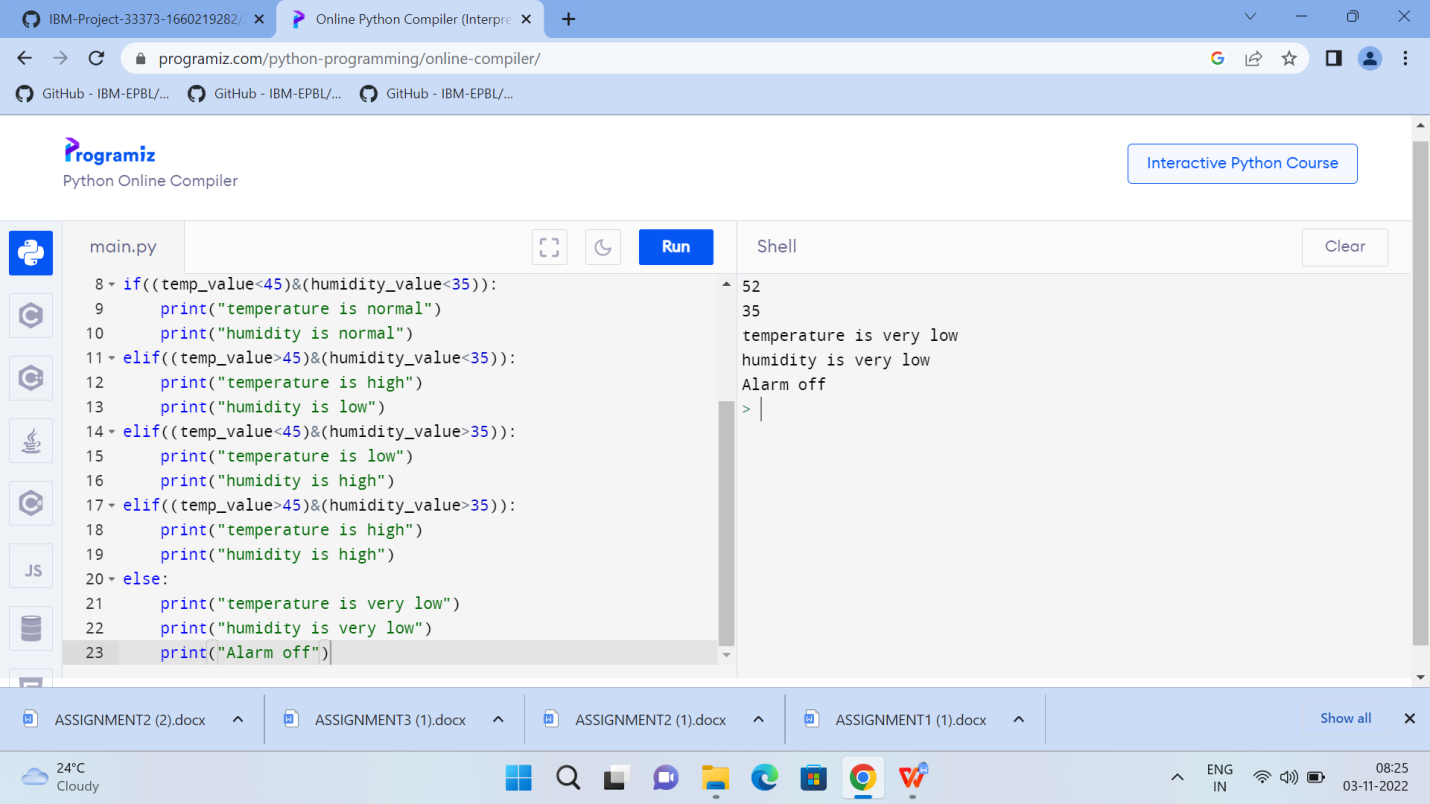 IBM-Project-33373-1660219282/
Online Python Compiler (Interpre
programiz.com/python-programming/online-compiler/
GitHub - IBM-EPBL/...
GitHub - IBM-EPBL/...
GitHub - IBM-EPBL/...
Programiz
Python Online Compiler
Interactive Python Course
main.py
Run
Shell
Clear
8 if((temp_value<45)&(humidity_value<35)):
9 print("temperature is normal")
10 print("humidity is normal")
11 elif((temp_value>45)&(humidity_value<35)):
12 print("temperature is high")
13 print("humidity is low")
14 elif((temp_value<45)&(humidity_value>35)):
15 print("temperature is low")
16 print("humidity is high")
17 elif((temp_value>45)&(humidity_value>35)):
18 print("temperature is high")
19 print("humidity is high")
20 else:
21 print("temperature is very low")
22 print("humidity is very low")
23 print("Alarm off")
52
35
temperature is very low
humidity is very low
Alarm off
>
JS
ASSIGNMENT2 (2).docx
ASSIGNMENT3 (1).docx
ASSIGNMENT2 (1).docx
ASSIGNMENT1 (1).docx
Show all
24°C
Cloudy
ENG
IN
08:25
03-11-2022